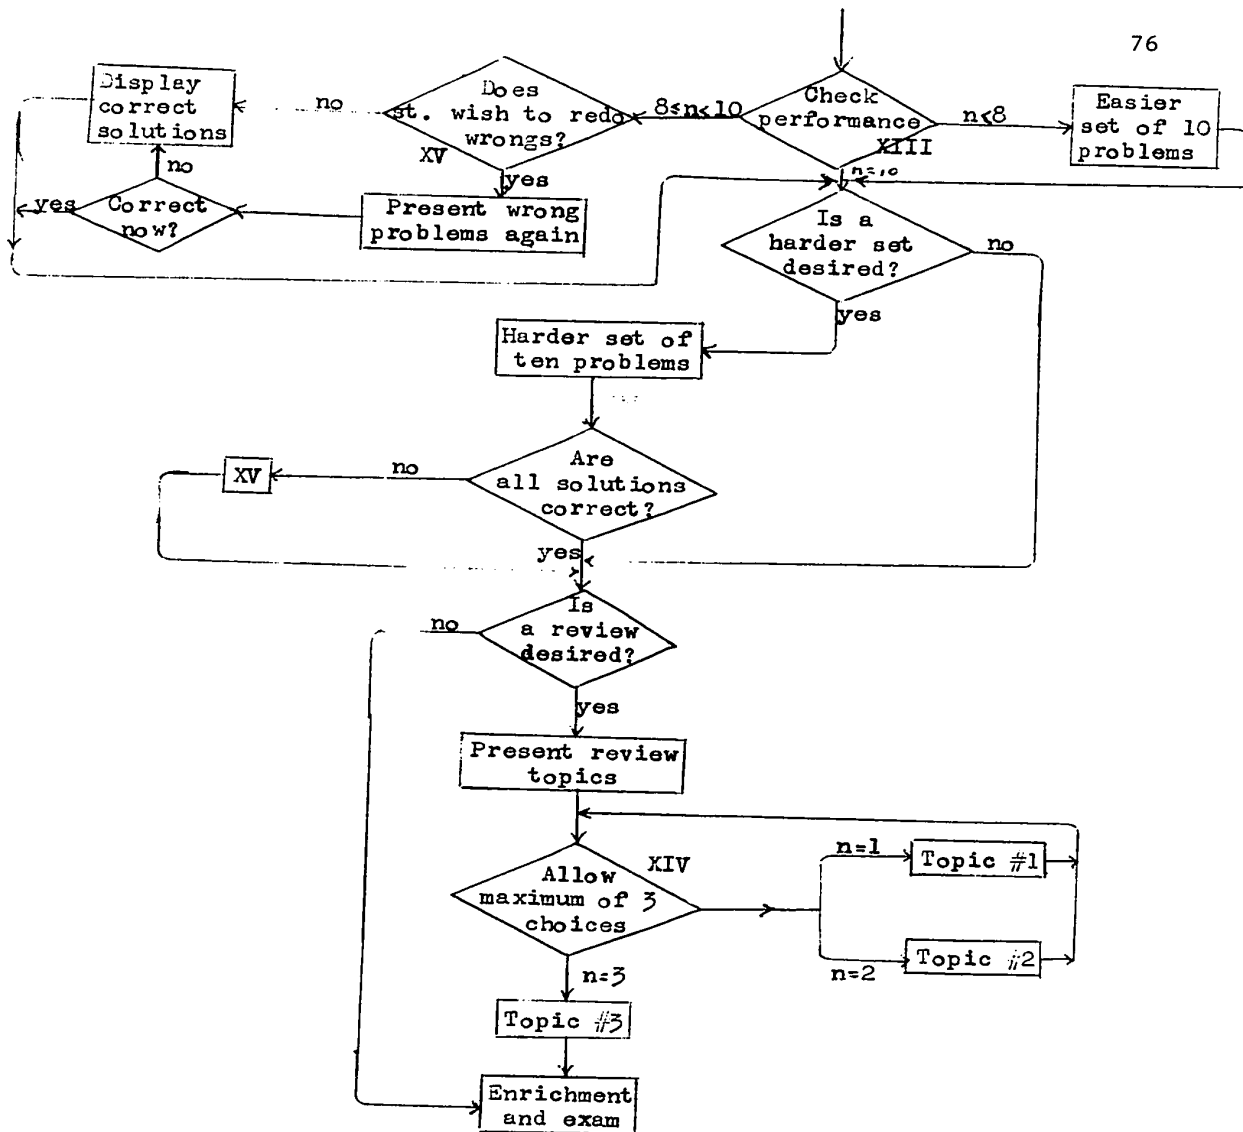 76
Display
correct
solutions
no
Does
st. wish to redo
wrongs?
XV
8≤n<10
Check
performance
XIII
n<8
Easier
set of 10
problems
no
yes
n=10
yes
Correct
now?
Present wrong
problems again
Is a
harder set
desired?
no
yes
Harder set of
ten problems
XV
no
Are
all solutions
correct?
yes
Is
a review
desired?
no
yes
Present review
topics
XIV
Allow
maximum of 3
choices
n=1
Topic #1
n=2
Topic #2
n=3
Topic #3
Enrichment
and exam